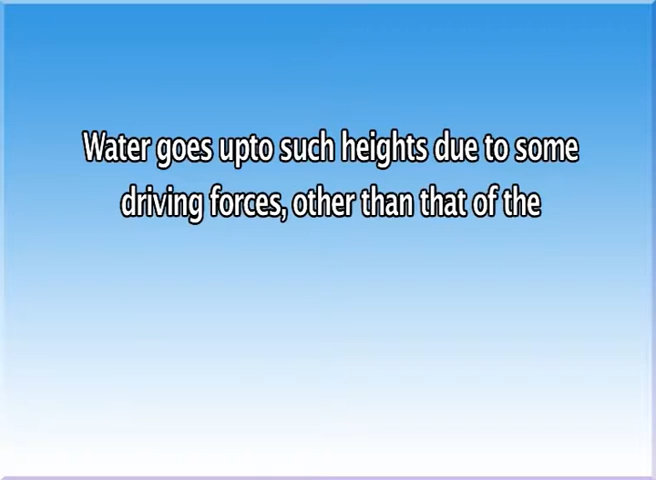 Water goes upto such heights due to some
driving forces, other than that of the